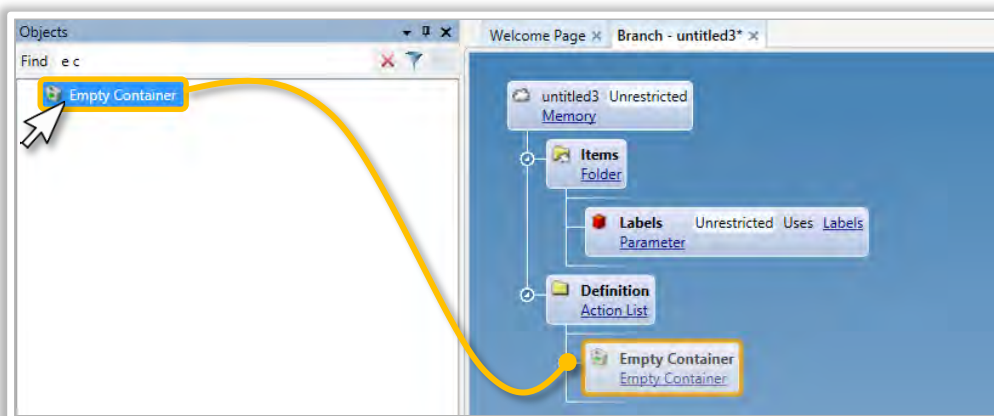 Objects
Find e c
Empty Container
Welcome Page
Branch - untitled3*
untitled3 Unrestricted
Memory
Items
Folder
Labels Unrestricted Uses Labels
Parameter
Definition
Action List
Empty Container
Empty Container